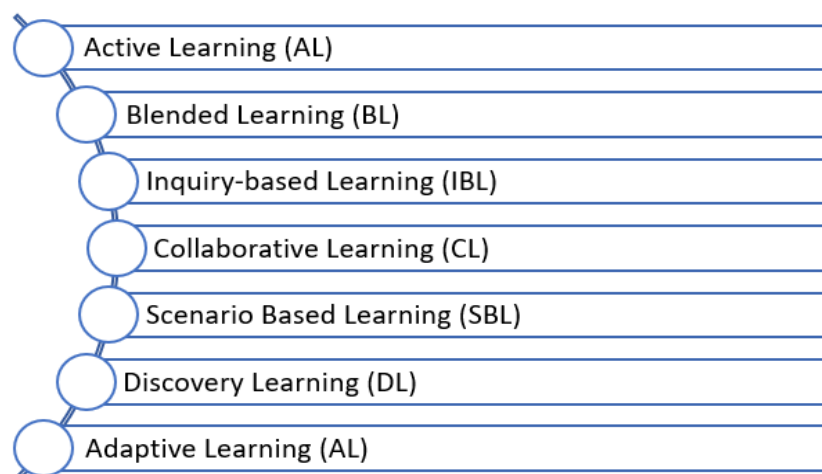 Active Learning (AL)
Blended Learning (BL)
Inquiry-based Learning (IBL)
Collaborative Learning (CL)
Scenario Based Learning (SBL)
Discovery Learning (DL)
Adaptive Learning (AL)